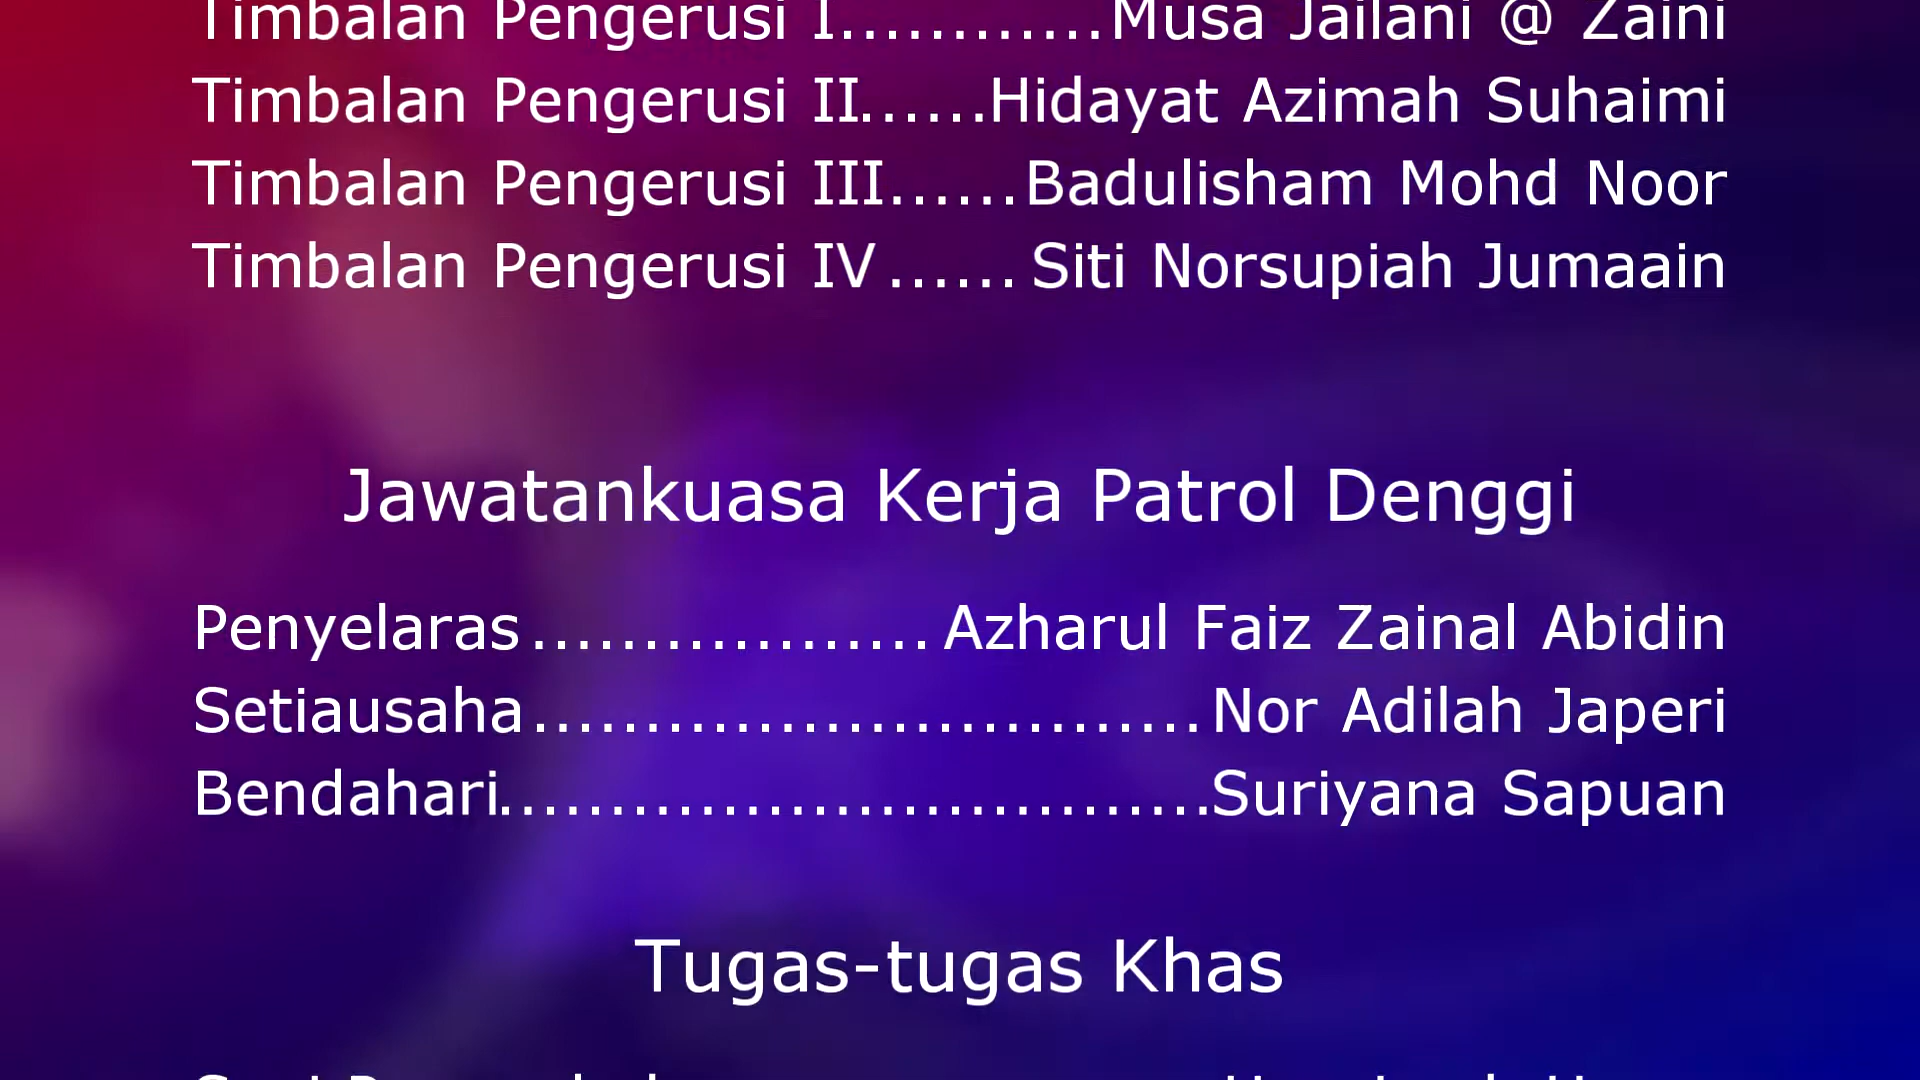 Timbalan Pengerusi I............Musa Jailani @ Zaini
Timbalan Pengerusi II......Hidayat Azimah Suhaimi
Timbalan Pengerusi III......Badulisham Mohd Noor
Timbalan Pengerusi IV...... Siti Norsupiah Jumaain
Jawatankuasa Kerja Patrol Denggi
Penyelaras.................. Azharul Faiz Zainal Abidin
Setiausaha..............................Nor Adilah Japeri
Bendahari................................Suriyana Sapuan
Tugas-tugas Khas